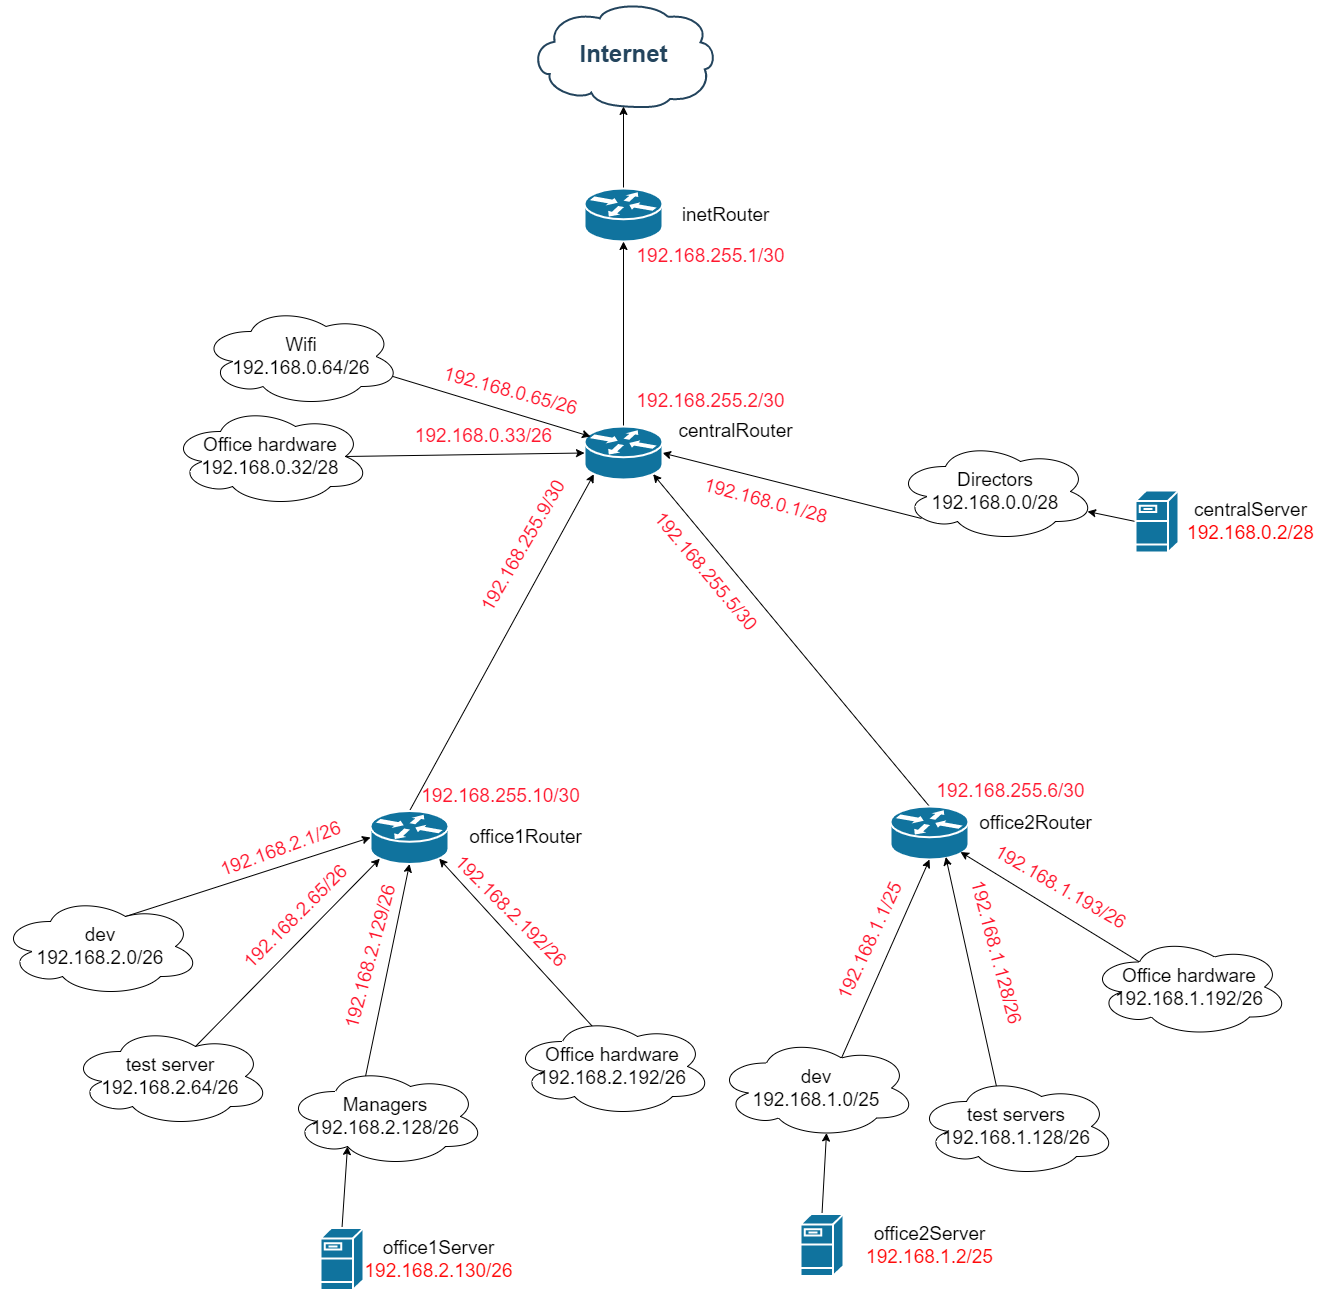 Internet
inetRouter
192.168.255.1/30
Wifi
192.168.0.64/26
192.168.0.65/26
192.168.255.2/30
centralRouter
Office hardware
192.168.0.32/28
192.168.0.33/26
192.168.0.1/28
Directors
192.168.0.0/28
centralServer
192.168.0.2/28
192.168.255.9/30
192.168.255.5/30
192.168.255.10/30
office1Router
192.168.255.6/30
office2Router
192.168.2.1/26
192.168.2.65/26
192.168.2.129/26
192.168.2.192/26
192.168.1.1/25
192.168.1.128/26
192.168.1.193/26
dev
192.168.2.0/26
Office hardware
192.168.1.192/26
test server
192.168.2.64/26
Office hardware
192.168.2.192/26
Managers
192.168.2.128/26
dev
192.168.1.0/25
test servers
192.168.1.128/26
office1Server
192.168.2.130/26
office2Server
192.168.1.2/25